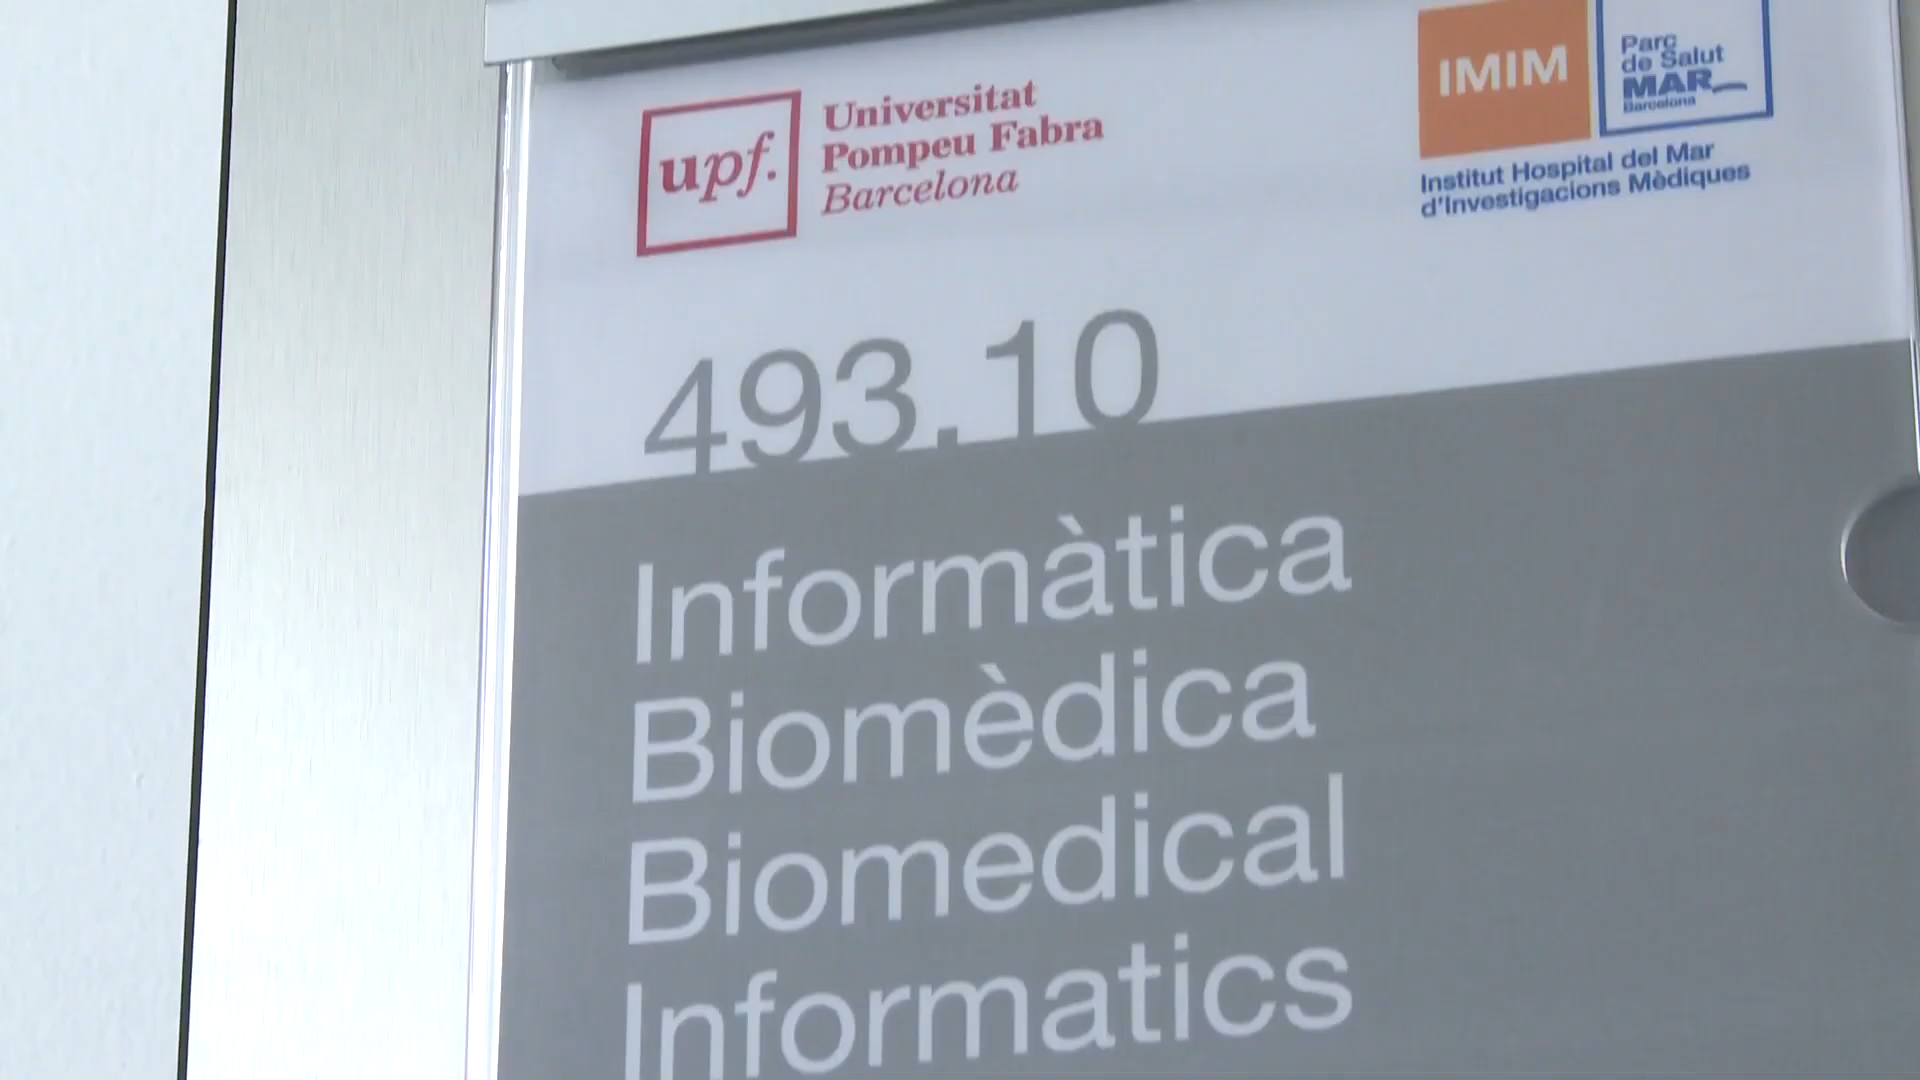 upf.
Universitat
Pompeu Fabra
Barcelona
IMIM
Parc
de Salut
MAR
Barcelona
Institut Hospital del Mar
d'Investigacions Mèdiques
493.10
Informàtica
Biomèdica
Biomedical
Informatics